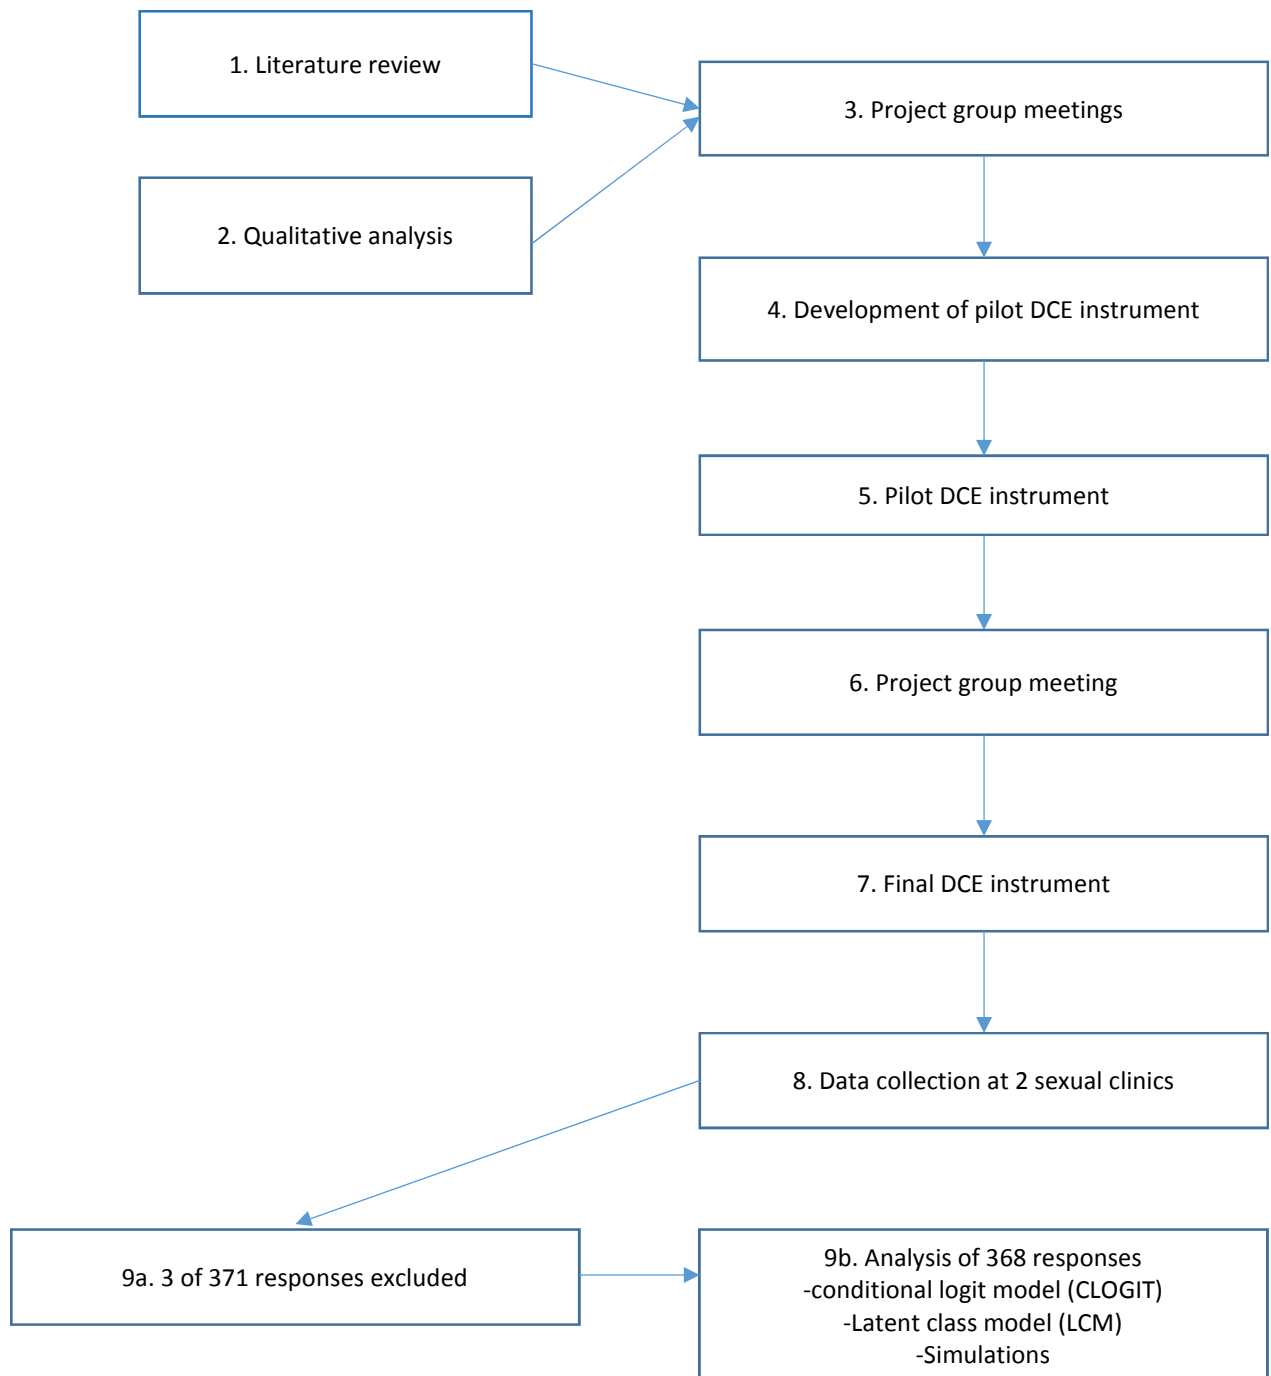 1. Literature review
2. Qualitative analysis
3. Project group meetings
4. Development of pilot DCE instrument
5. Pilot DCE instrument
6. Project group meeting
7. Final DCE instrument
8. Data collection at 2 sexual clinics
9a. 3 of 371 responses excluded
9b. Analysis of 368 responses
-conditional logit model (CLOGIT)
-Latent class model (LCM)
-Simulations